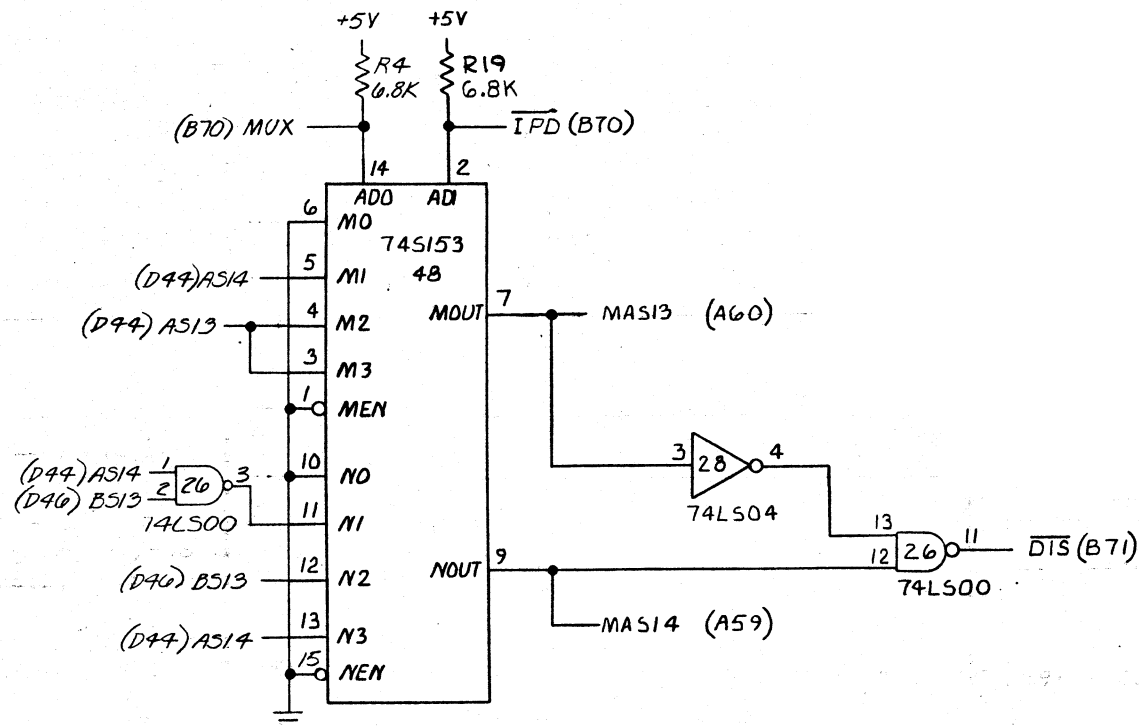 +5V +5V
R4 R19
6.8K 6.8K
(B70) MUX IPD (B70)
14 2
AD0 AD1
6 M0
74S153
48
(D44) AS14 5 M1
(D44) AS13 4 M2
MOUT 7 MAS13 (A60)
3 M3
1 MEN
(D44) AS14 1
(D46) BS13 2 26 3
74LS00
10 N0
11 N1
3 28 4
74LS04
13
12 26 11 DIS (B71)
74LS00
(D46) BS13 12 N2
NOUT 9
MAS14 (A59)
(D44) AS14 13 N3
15 NEN